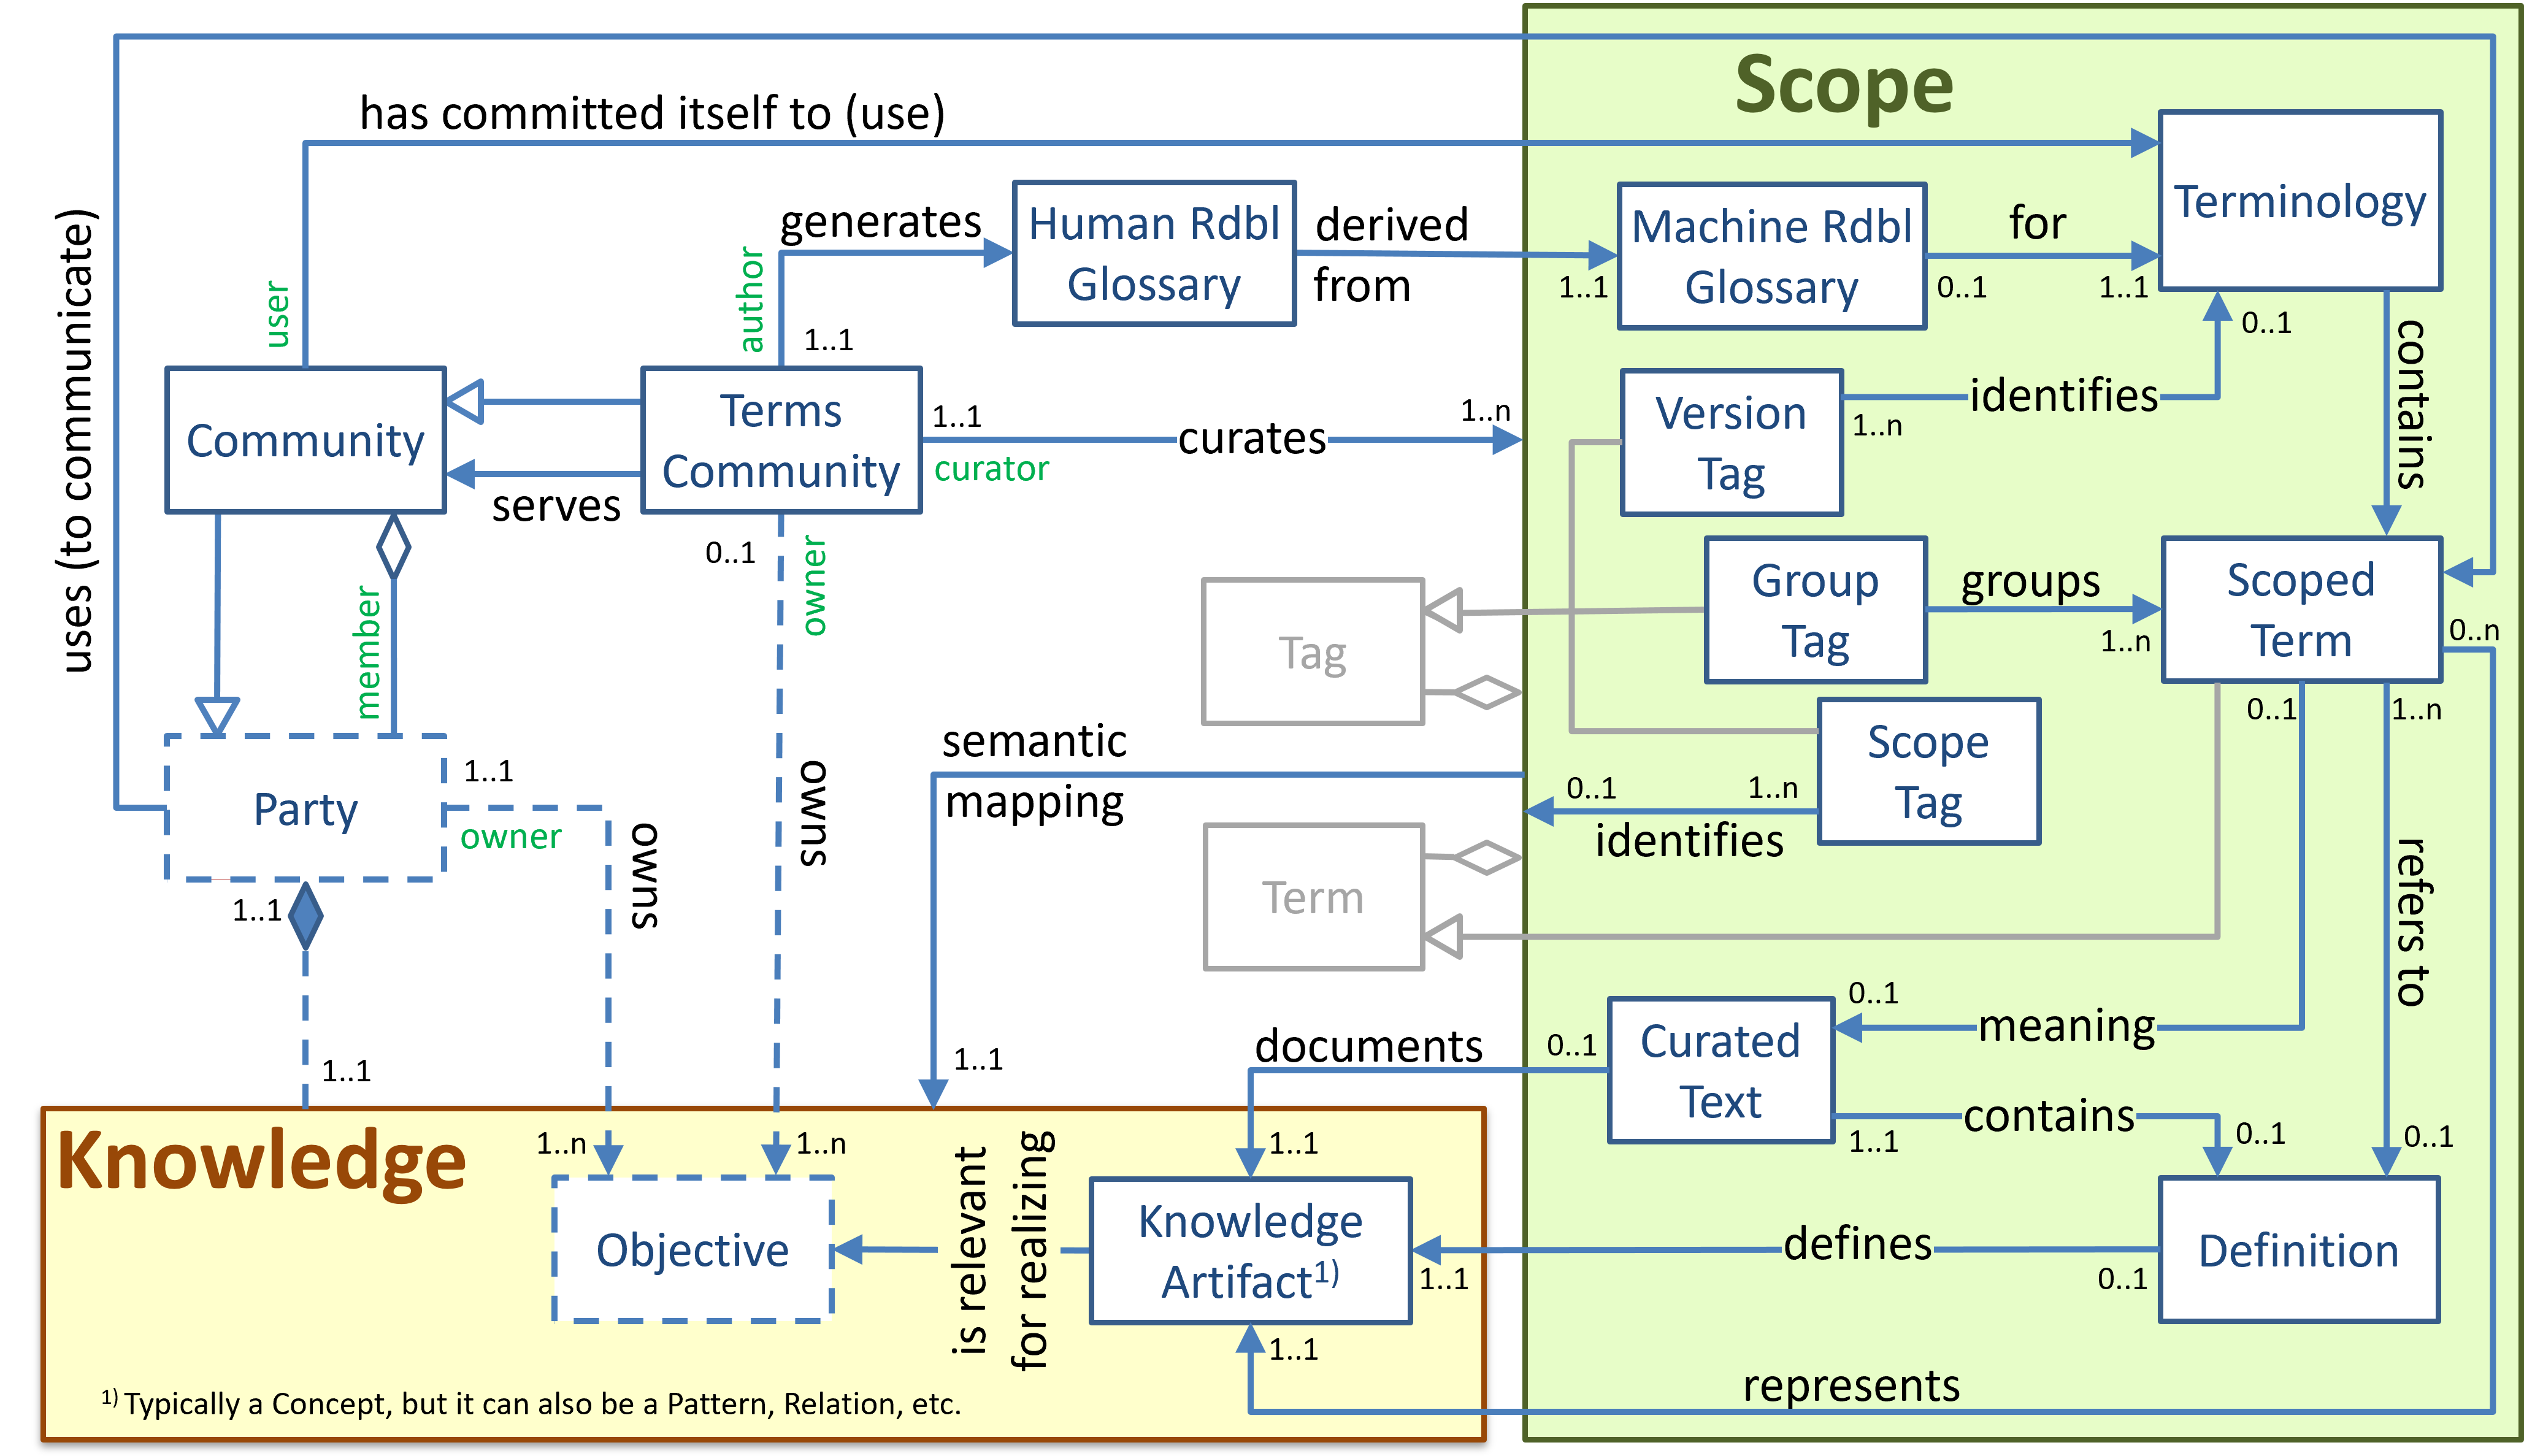 Scope
has committed itself to (use)
Terminology
generates
Human Rdbl
Glossary
derived
from
1..1
Machine Rdbl
Glossary
for
0..1
1..1
uses (to communicate)
user
author
1..1
0..1
contains
Community
Terms
Community
serves
1..1
curator
curates
1..n
Version
Tag
1..n
identifies
0..1
owner
member
Tag
Group
Tag
groups
1..n
Scoped
Term
0..n
0..1
1..n
Party
1..1
owner
owns
owns
semantic
mapping
Scope
Tag
0..1
1..n
identifies
Term
refers to
1..1
1..1
1..1
documents
0..1
Curated
Text
0..1
meaning
contains
1..1
0..1
0..1
Knowledge
1..n
1..n
1..1
Objective
is relevant
for realizing
Knowledge
Artifact1)
1..1
defines
0..1
Definition
1..1
represents
1) Typically a Concept, but it can also be a Pattern, Relation, etc.